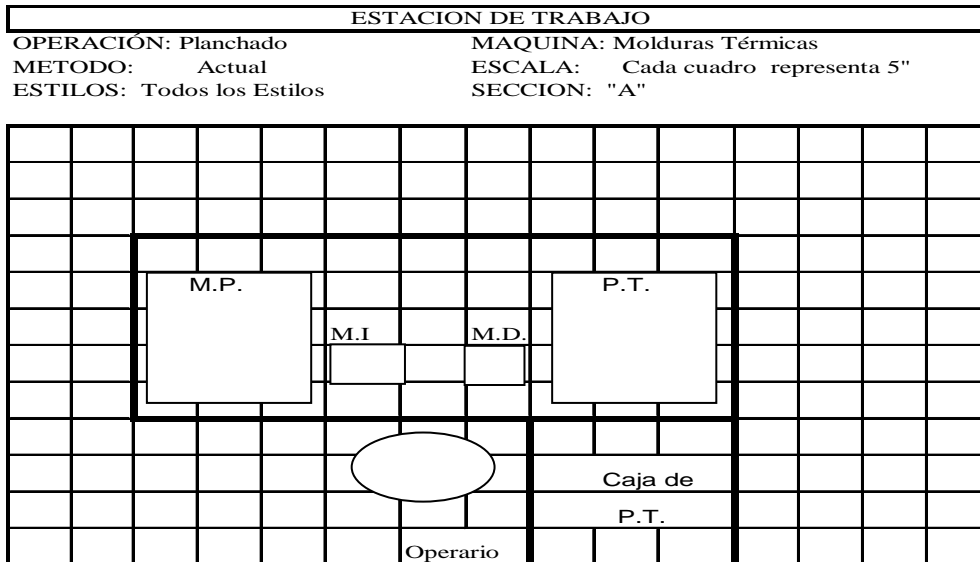 ESTACION DE TRABAJO
OPERACIÓN: Planchado MAQUINA: Molduras Térmicas
METODO: Actual ESCALA: Cada cuadro representa 5"
ESTILOS: Todos los Estilos SECCION: "A"
M.P. P.T.
M.I M.D.
Caja de
P.T.
Operario